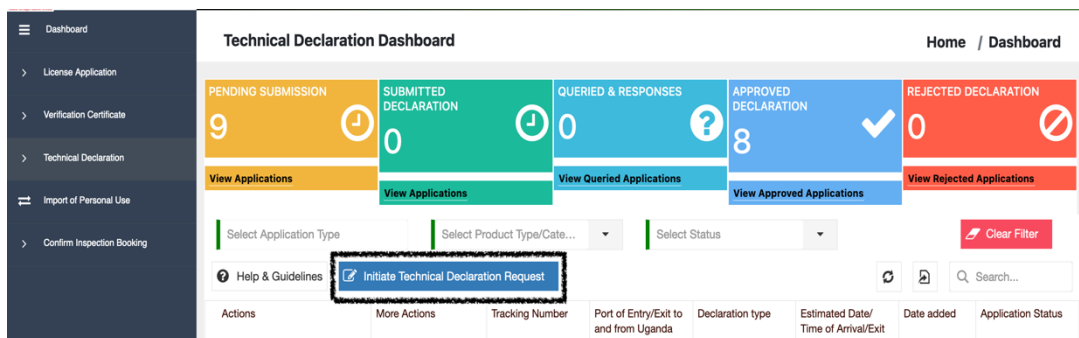 Dashboard
License Application
Verification Certificate
Technical Declaration
Import of Personal Use
Confirm Inspection Booking
Technical Declaration Dashboard
Home / Dashboard
PENDING SUBMISSION
9
View Applications
SUBMITTED
DECLARATION
0
View Applications
QUERIED & RESPONSES
0
View Queried Applications
APPROVED
DECLARATION
8
View Approved Applications
REJECTED DECLARATION
0
View Rejected Applications
Select Application Type
Select Product Type/Cate...
Select Status
Clear Filter
Help & Guidelines
Initiate Technical Declaration Request
Search...
Actions
More Actions
Tracking Number
Port of Entry/Exit to
and from Uganda
Declaration type
Estimated Date/
Time of Arrival/Exit
Date added
Application Status